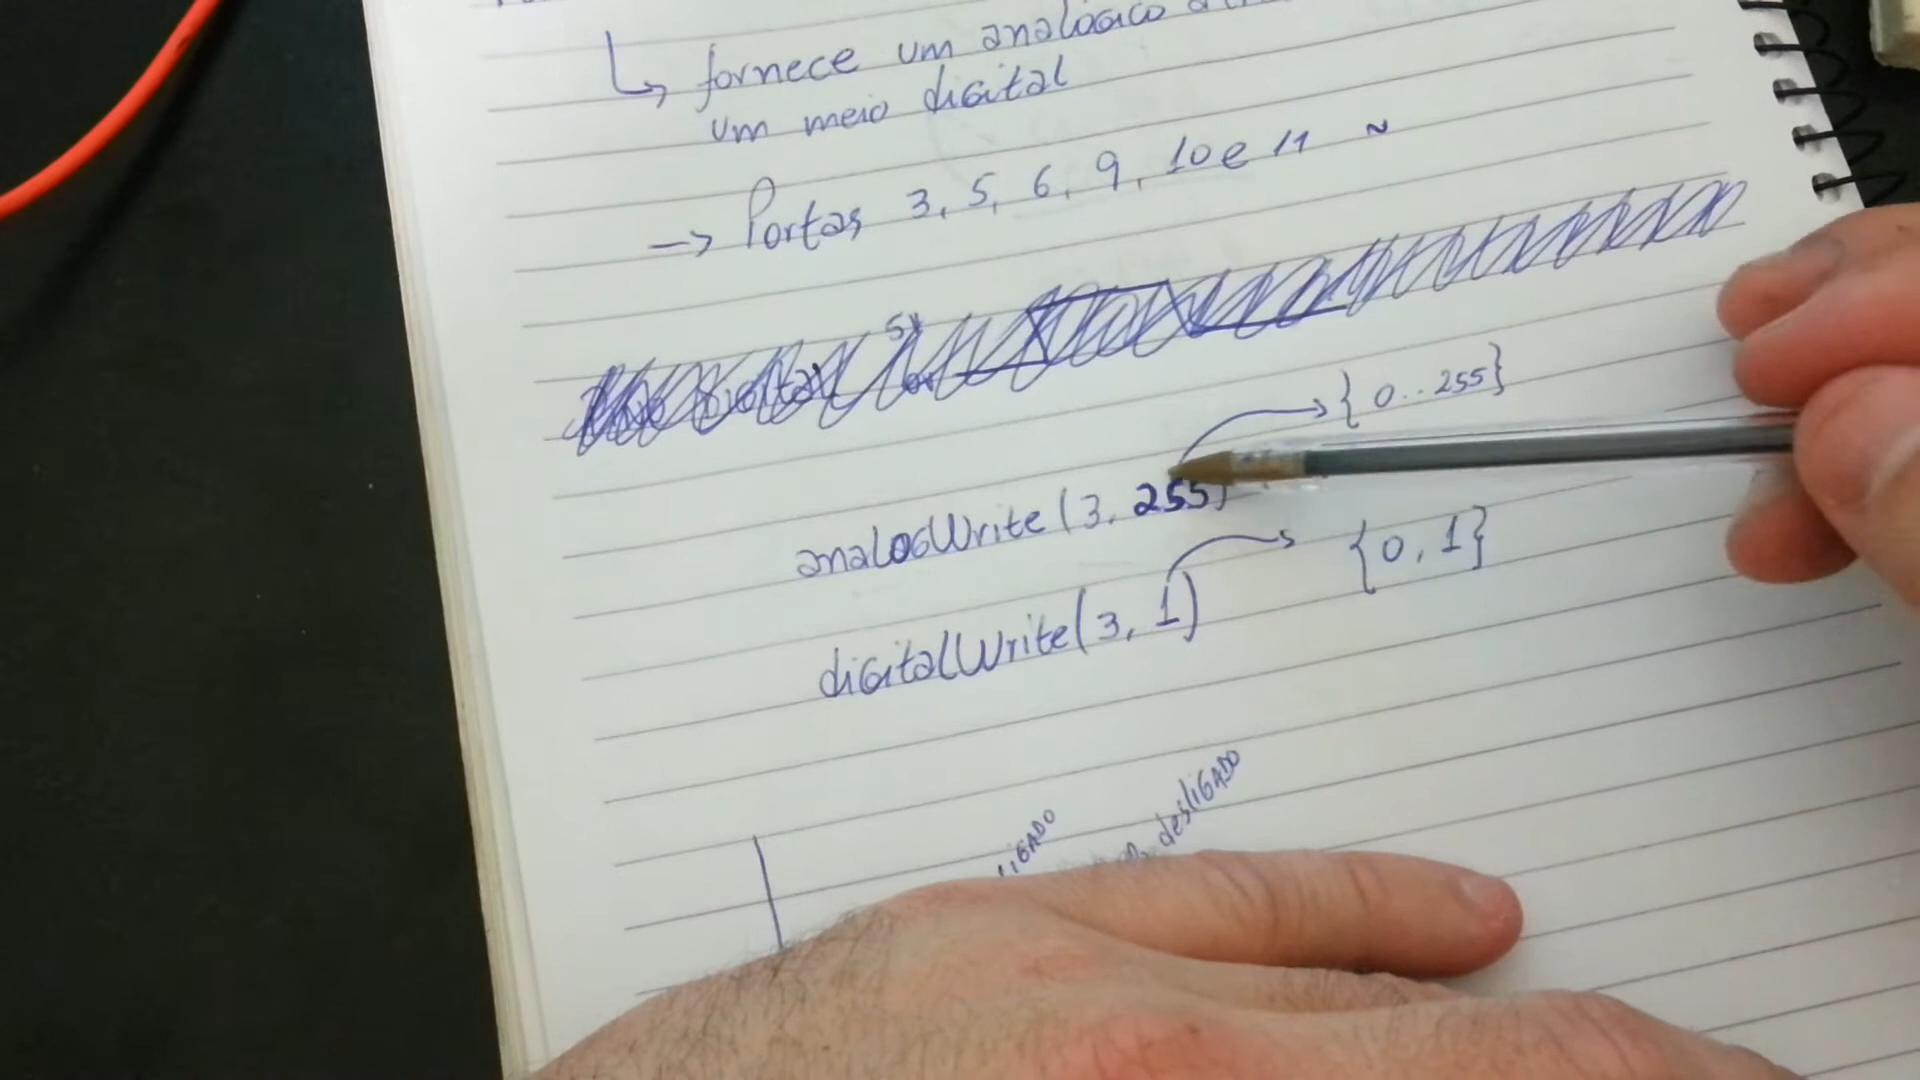 fornece um analógico
um meio digital
→ Portas 3, 5, 6, 9, 10 e 11 ~
5V
{0..255}
analogWrite(3, 255)
{0, 1}
digitalWrite(3, 1)
ligado
desligado